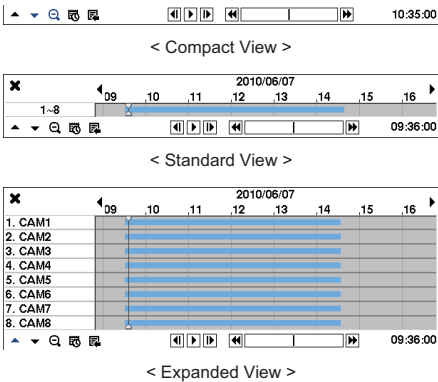 10:35:00
< Compact View >
2010/06/07
09 10 11 12 13 14 15 16
1~8
09:36:00
< Standard View >
2010/06/07
09 10 11 12 13 14 15 16
1. CAM1
2. CAM2
3. CAM3
4. CAM4
5. CAM5
6. CAM6
7. CAM7
8. CAM8
09:36:00
< Expanded View >